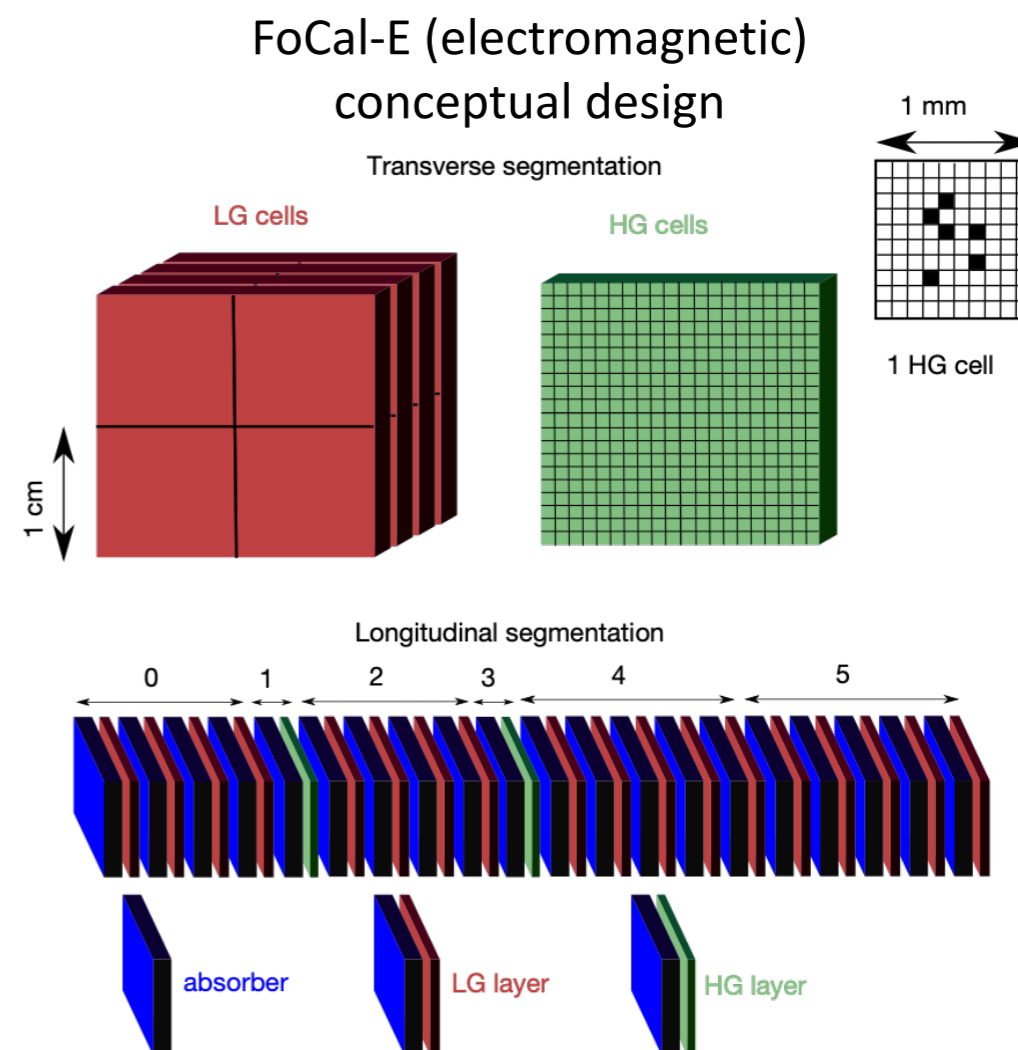 FoCal-E (electromagnetic)
conceptual design
1 mm
Transverse segmentation
LG cells
HG cells
1 HG cell
1 cm
Longitudinal segmentation
0 1 2 3 4 5
absorber
LG layer
HG layer